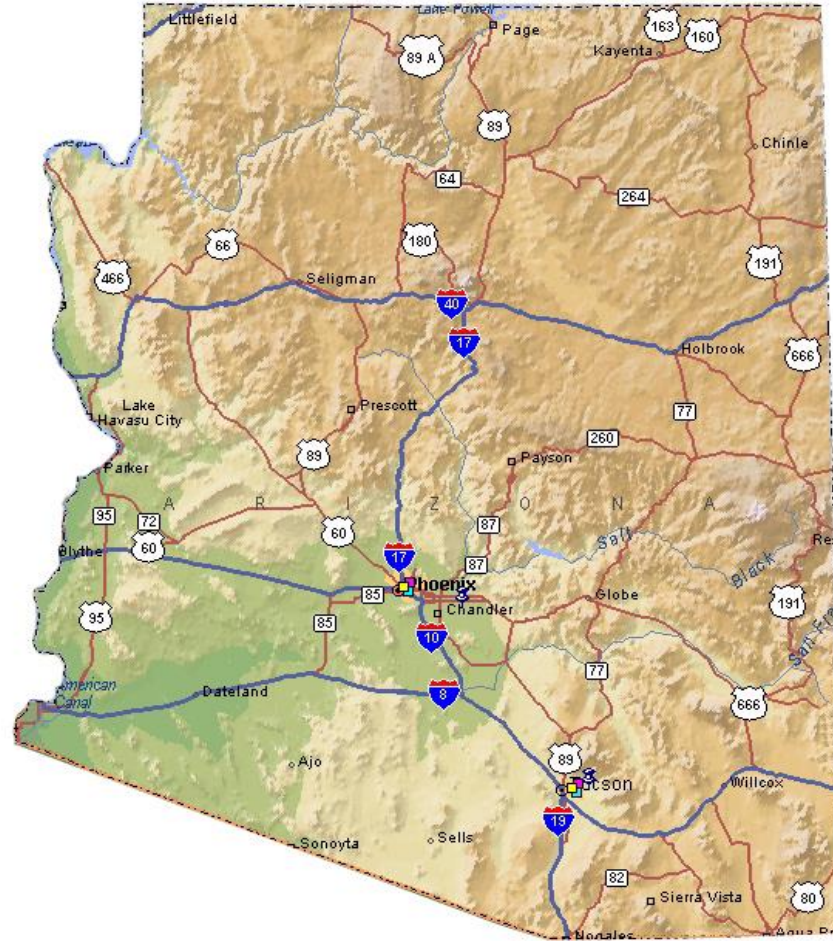 Littlefield
Lake Powell
Page
163
160
89 A
Kayenta
89
Chinle
64
264
180
66
191
466
Seligman
40
17
Holbrook
666
Lake
Havasu City
Prescott
77
89
260
Payson
Parker
A R I Z O N A
95
72
60
60
87
Salt
Blythe
17
87
Black
Phoenix
85
Globe
191
95
85
Chandler
10
77
American
Canal
Dateland
8
666
89
Ajo
Tucson
Willcox
19
Sonoyta
Sells
82
Sierra Vista
80
Nogales